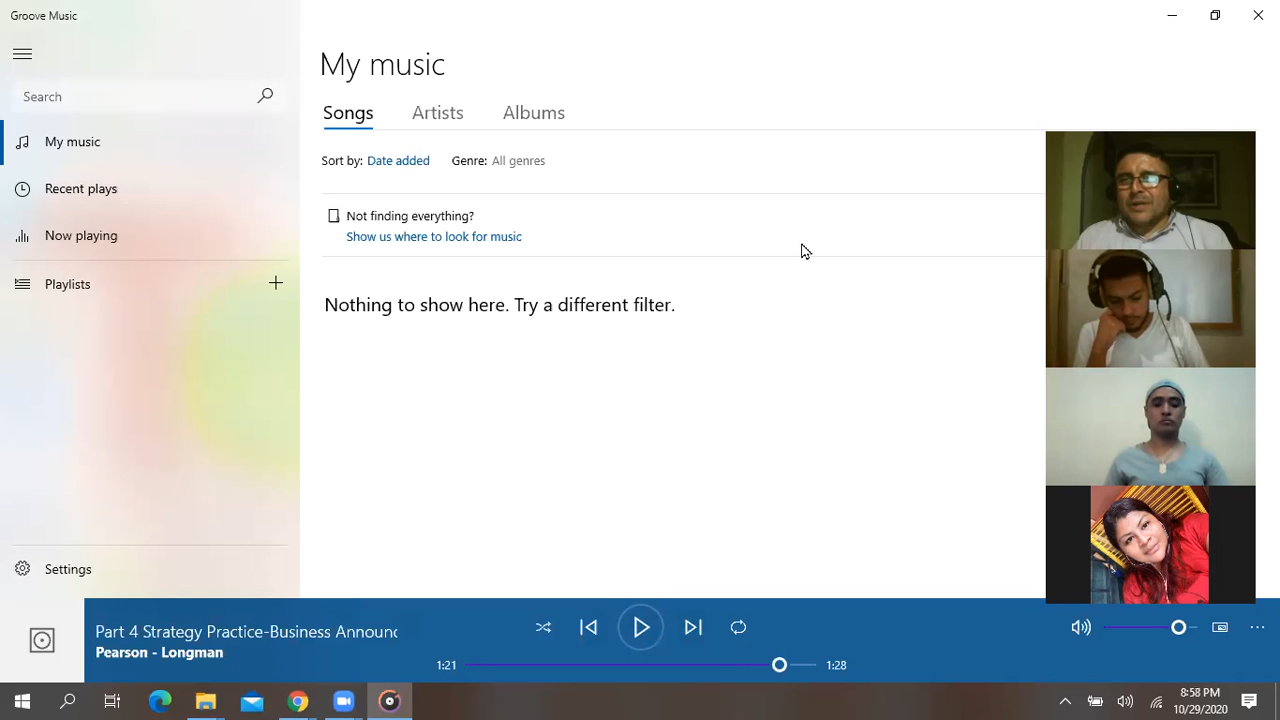 Groove Music
Search
My music
Recent plays
Now playing
Playlists
Settings
My music
Songs Artists Albums
Sort by: Date added Genre: All genres
Not finding everything?
Show us where to look for music
Nothing to show here. Try a different filter.
Part 4 Strategy Practice-Business Announc
Pearson - Longman
1:21 1:28
8:58 PM
10/29/2020